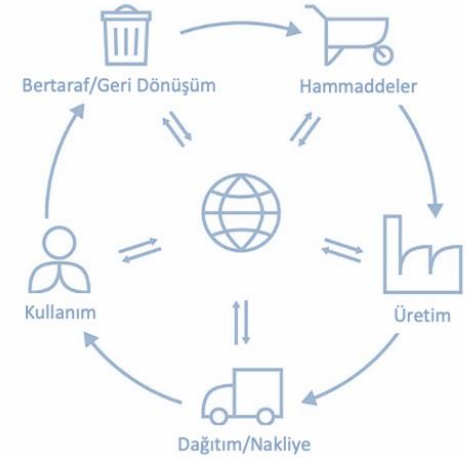 Bertaraf/Geri Dönüşüm
Hammaddeler
Kullanım
Üretim
Dağıtım/Nakliye